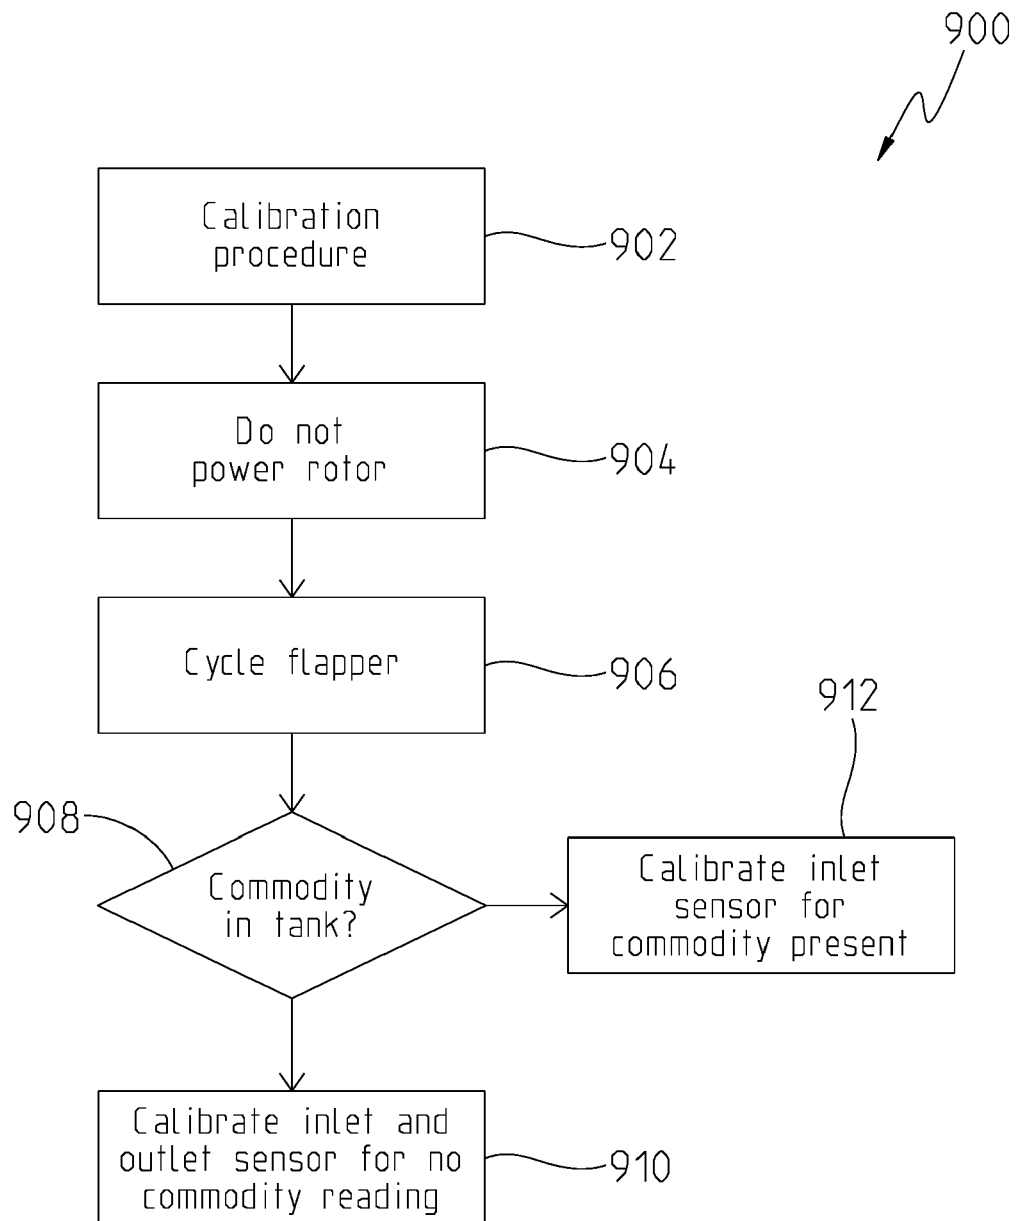 900
Calibration
procedure
902
Do not
power rotor
904
Cycle flapper
906
912
908
Commodity
in tank?
Calibrate inlet
sensor for
commodity present
Calibrate inlet and
outlet sensor for no
commodity reading
910